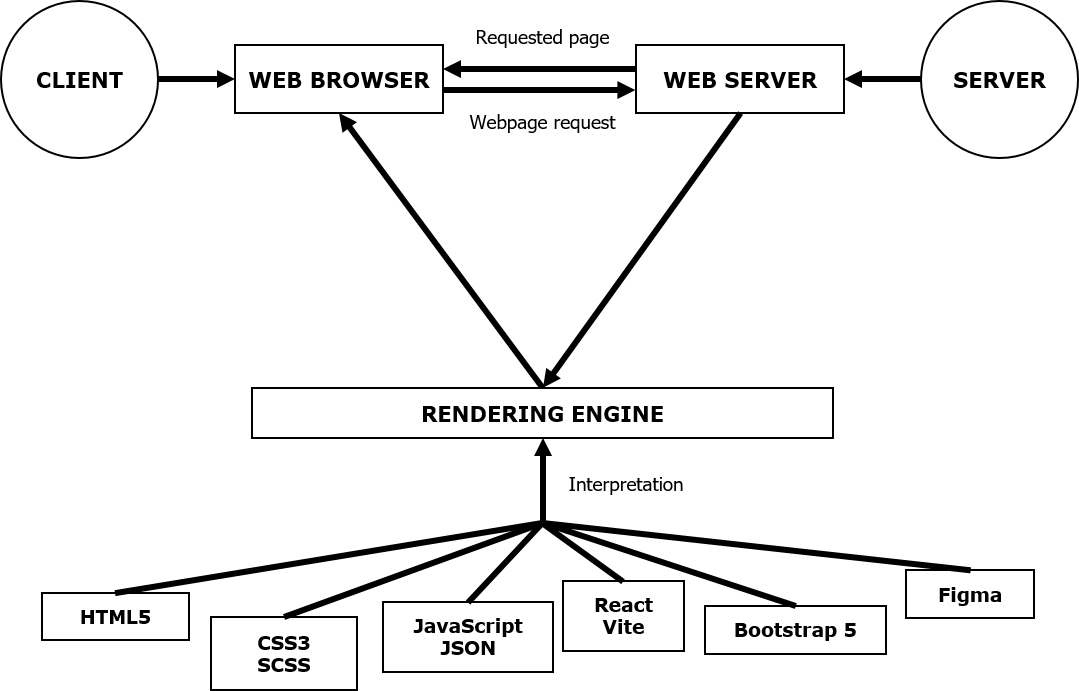 Requested page
CLIENT
WEB BROWSER
WEB SERVER
SERVER
Webpage request
RENDERING ENGINE
Interpretation
HTML5
CSS3
SCSS
JavaScript
JSON
React
Vite
Bootstrap 5
Figma